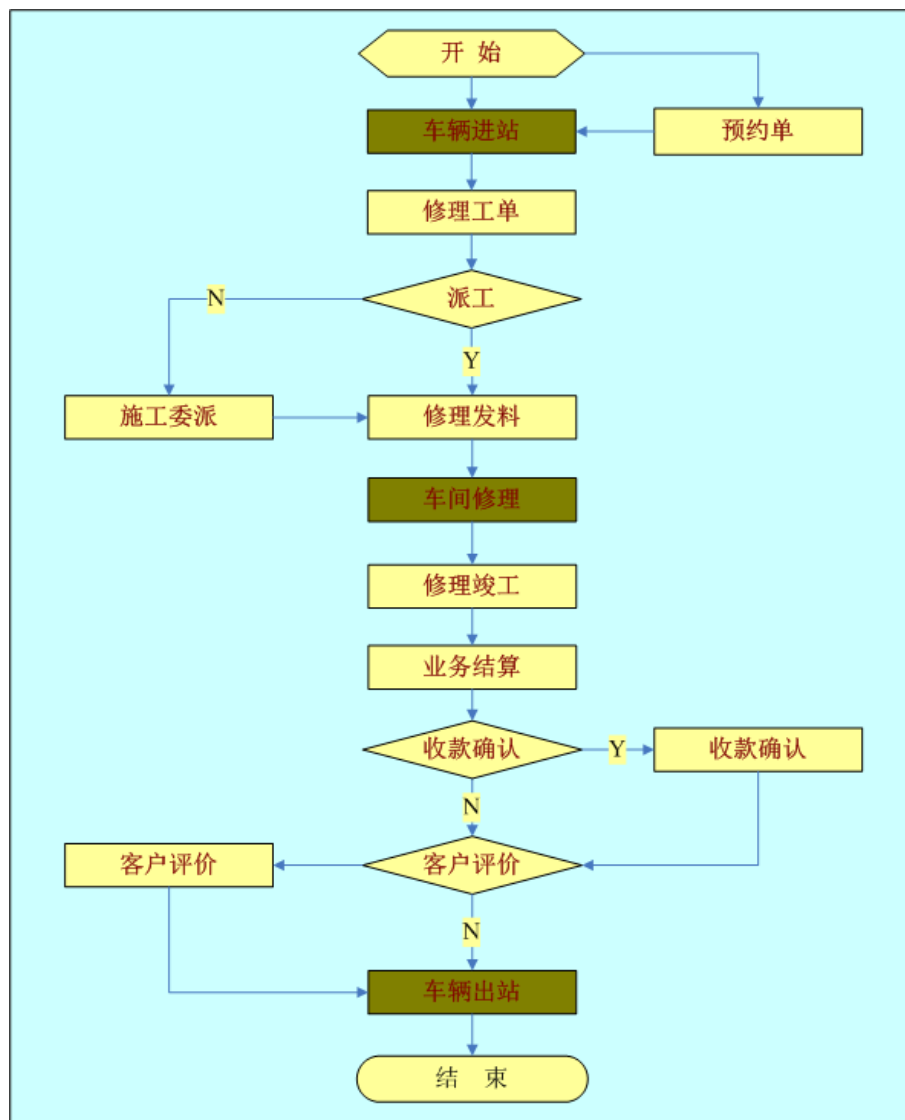 开 始
车辆进站
预约单
修理工单
派工
N
Y
施工委派
修理发料
车间修理
修理竣工
业务结算
收款确认
Y
收款确认
N
客户评价
客户评价
N
车辆出站
结 束